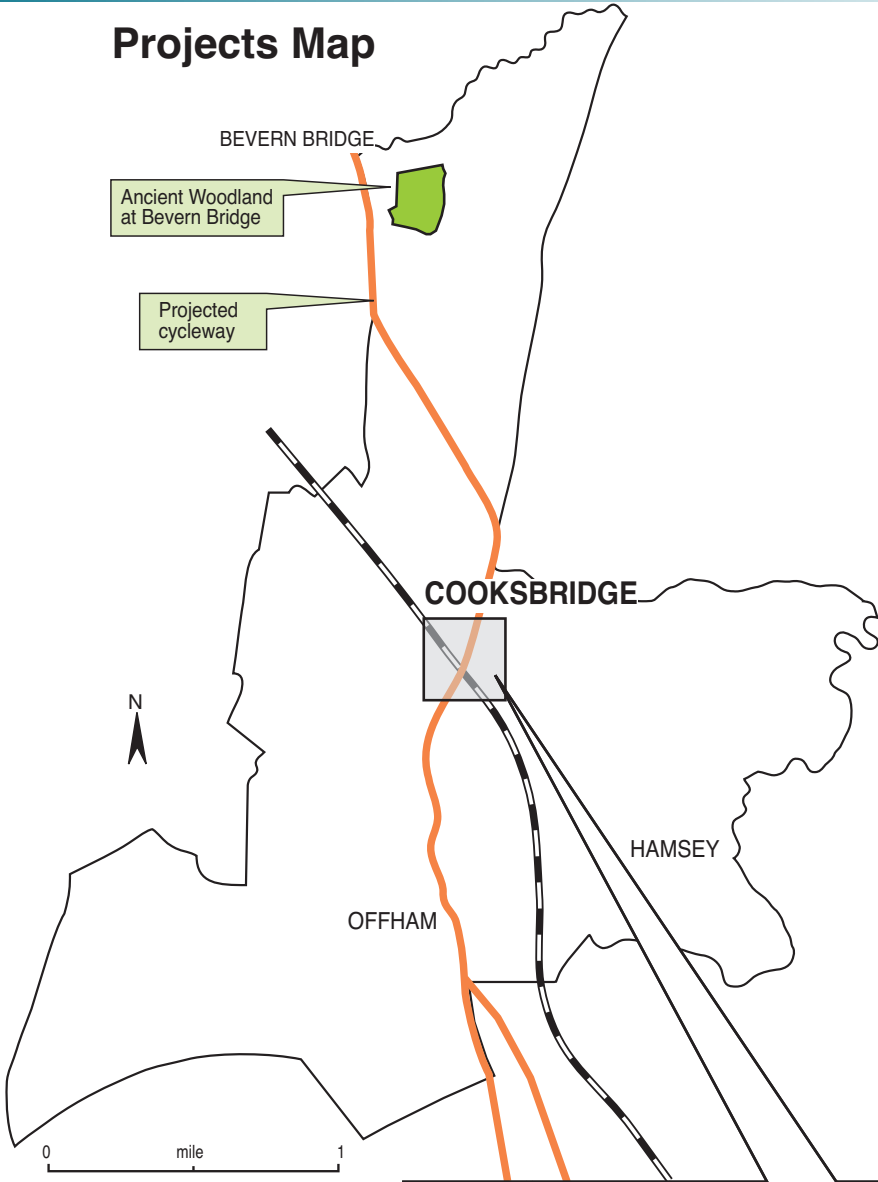 Projects Map
BEVERN BRIDGE
Ancient Woodland
at Bevern Bridge
Projected
cycleway
COOKSBRIDGE
N
HAMSEY
OFFHAM
0 mile 1